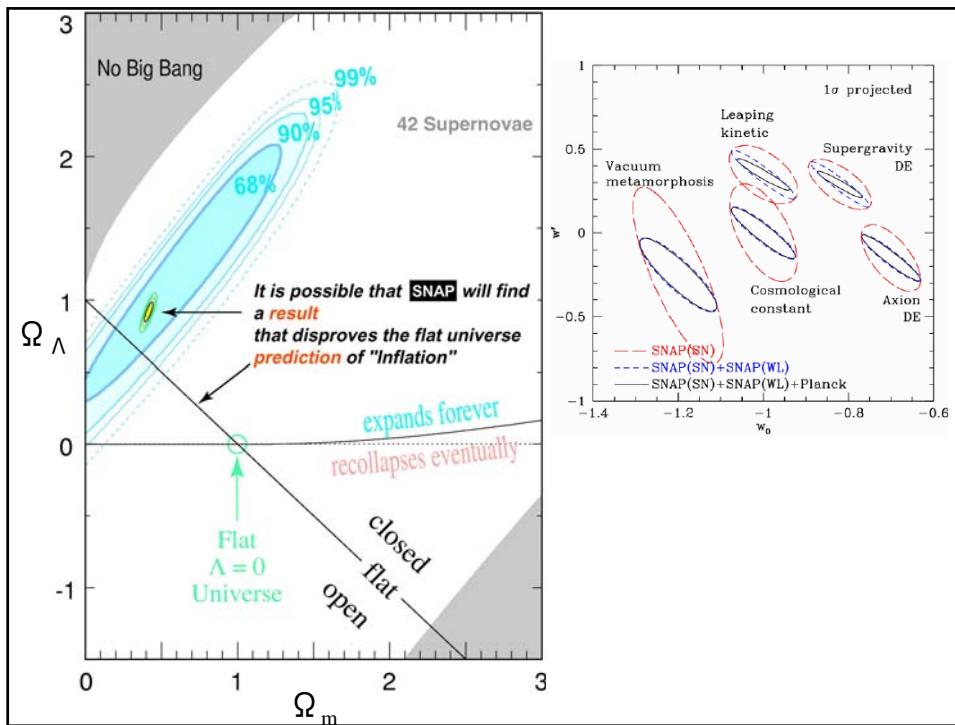 3
No Big Bang
99%
95%
90%
42 Supernovae
2
68%
It is possible that SNAP will find
a result
that disproves the flat universe
prediction of "Inflation"
1
Ω Λ
expands forever
0
recollapses eventually
Flat
Λ = 0
Universe
closed
flat
open
-1
0
1
2
3
Ω m
1
1σ projected
Leaping
kinetic
Supergravity
DE
0.5
Vacuum
metamorphosis
w'
0
Cosmological
constant
Axion
DE
-0.5
SNAP(SN)
SNAP(SN)+SNAP(WL)
SNAP(SN)+SNAP(WL)+Planck
-1
-1.4
-1.2
-1
-0.8
-0.6
w0